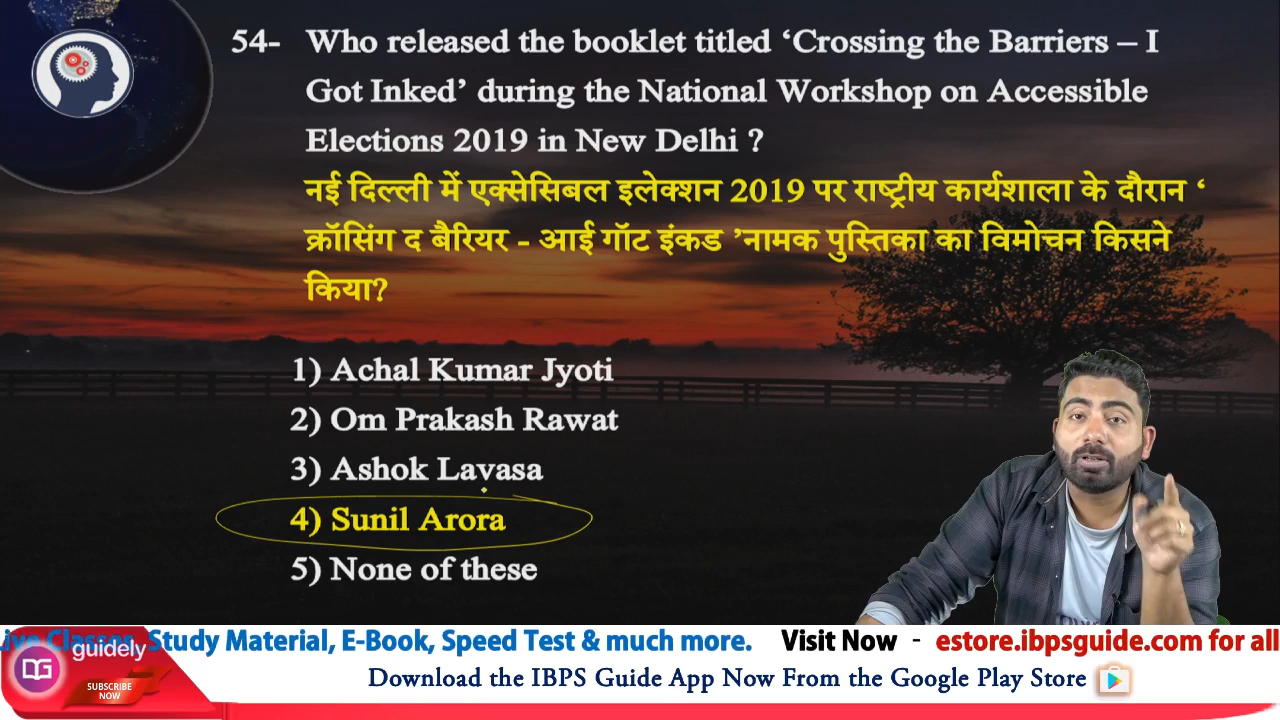 54- Who released the booklet titled ‘Crossing the Barriers – I
Got Inked’ during the National Workshop on Accessible
Elections 2019 in New Delhi ?
नई दिल्ली में एक्सेसिबल इलेक्शन 2019 पर राष्ट्रीय कार्यशाला के दौरान ‘
क्रॉसिंग द बैरियर - आई गॉट इंकड ’नामक पुस्तिका का विमोचन किसने
किया?
1) Achal Kumar Jyoti
2) Om Prakash Rawat
3) Ashok Lavasa
4) Sunil Arora
5) None of these
Live Classes, Study Material, E-Book, Speed Test & much more. Visit Now - estore.ibpsguide.com for all
guidely
SUBSCRIBE
NOW
Download the IBPS Guide App Now From the Google Play Store